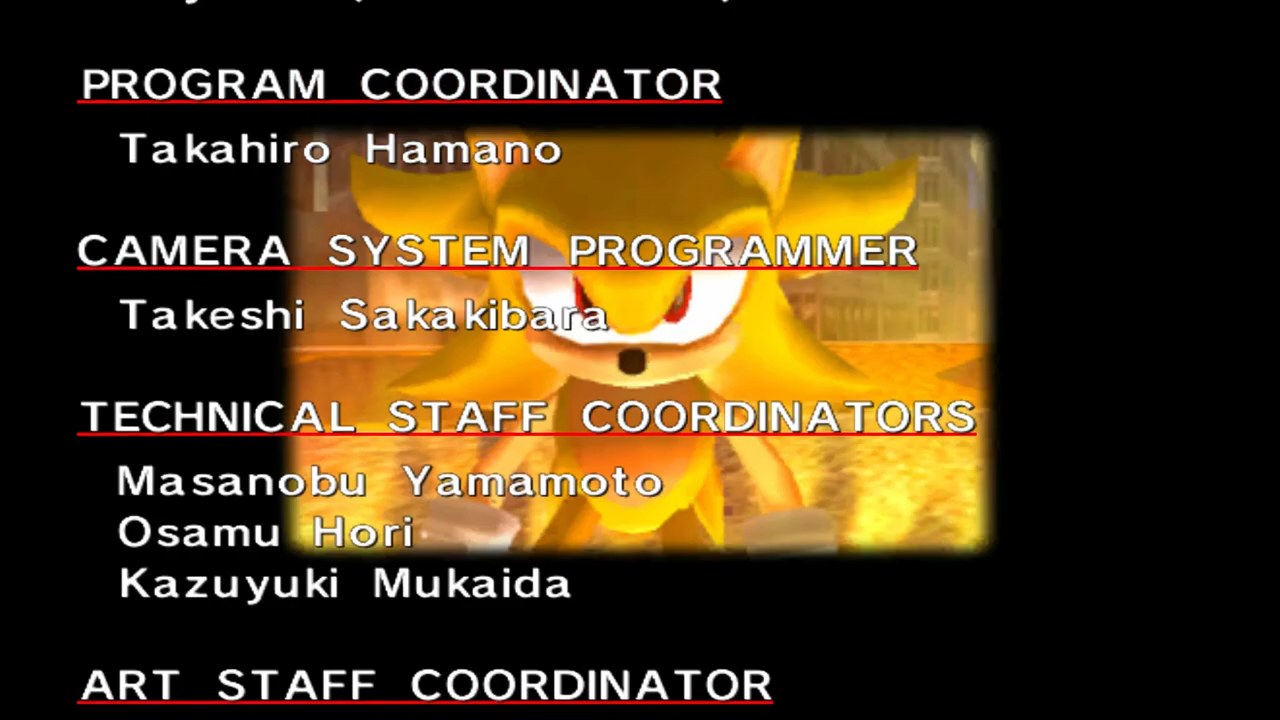 PROGRAM COORDINATOR
Takahiro Hamano
CAMERA SYSTEM PROGRAMMER
Takeshi Sakakibara
TECHNICAL STAFF COORDINATORS
Masanobu Yamamoto
Osamu Hori
Kazuyuki Mukaida
ART STAFF COORDINATOR